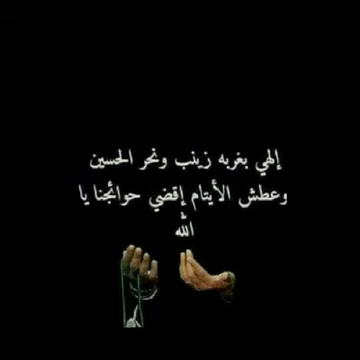 إلهي بغربه زينب ونحر الحسين
وعطش الأيتام إقضي حوائجنا يا
الله